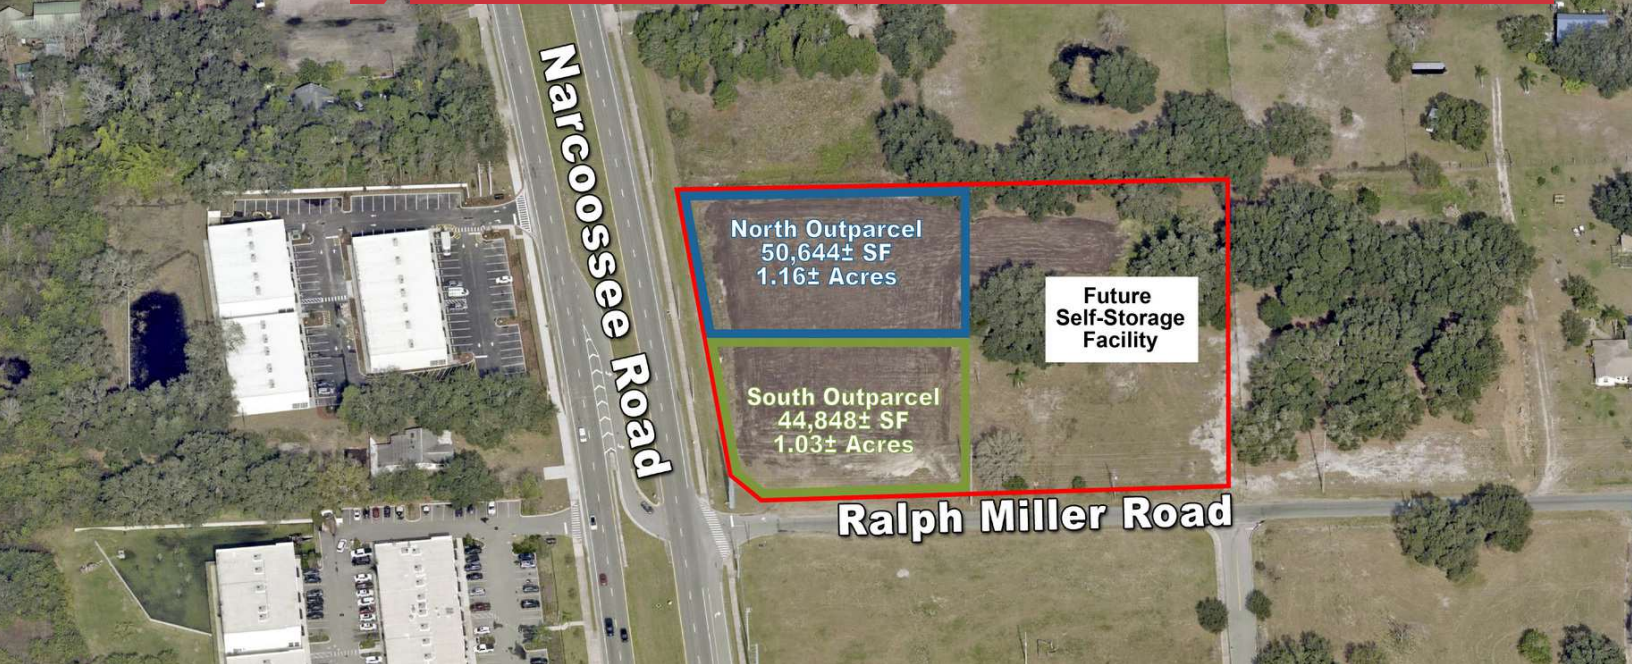 Narcoossee Road
North Outparcel
50,644± SF
1.16± Acres
Future
Self-Storage
Facility
South Outparcel
44,848± SF
1.03± Acres
Ralph Miller Road